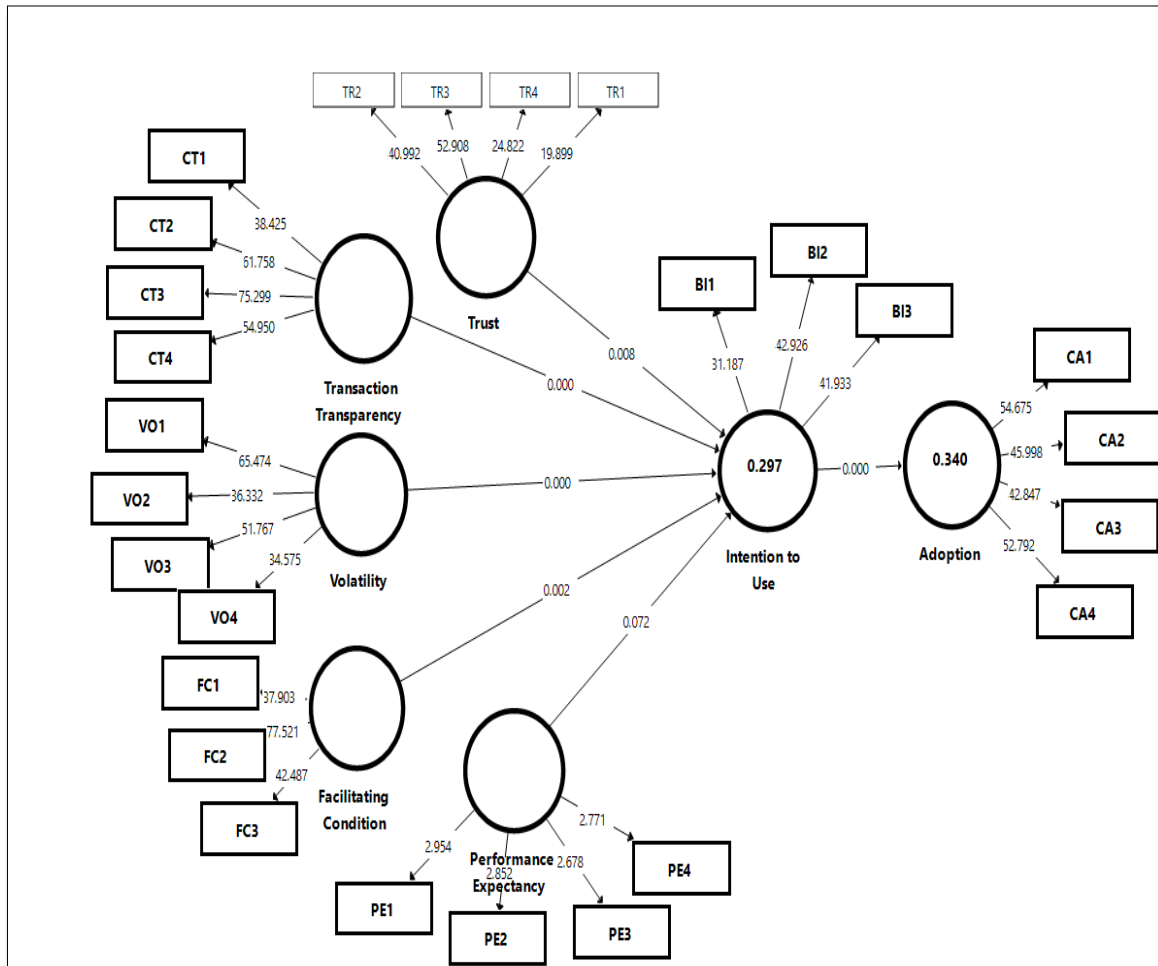 TR2
TR3
TR4
TR1
40.992
52.908
24.822
19.899
CT1
CT2
CT3
CT4
38.425
61.758
75.299
54.950
Trust
Transaction
Transparency
0.008
0.000
BI1
BI2
BI3
31.187
42.926
41.933
VO1
VO2
VO3
VO4
65.474
36.332
51.767
34.575
Volatility
0.000
0.297
Intention to
Use
0.000
0.340
Adoption
CA1
CA2
CA3
CA4
54.675
45.998
42.847
52.792
0.002
0.072
FC1
FC2
FC3
37.903
77.521
42.487
Facilitating
Condition
Performance
Expectancy
2.954
2.852
2.678
2.771
PE1
PE2
PE3
PE4